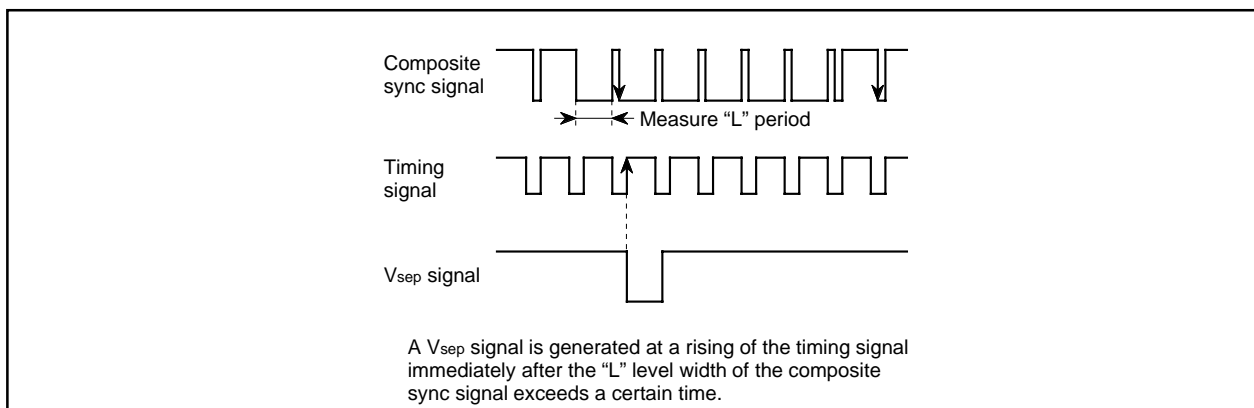 Composite
sync signal
Measure “L” period
Timing
signal
Vsep signal
A Vsep signal is generated at a rising of the timing signal
immediately after the “L” level width of the composite
sync signal exceeds a certain time.